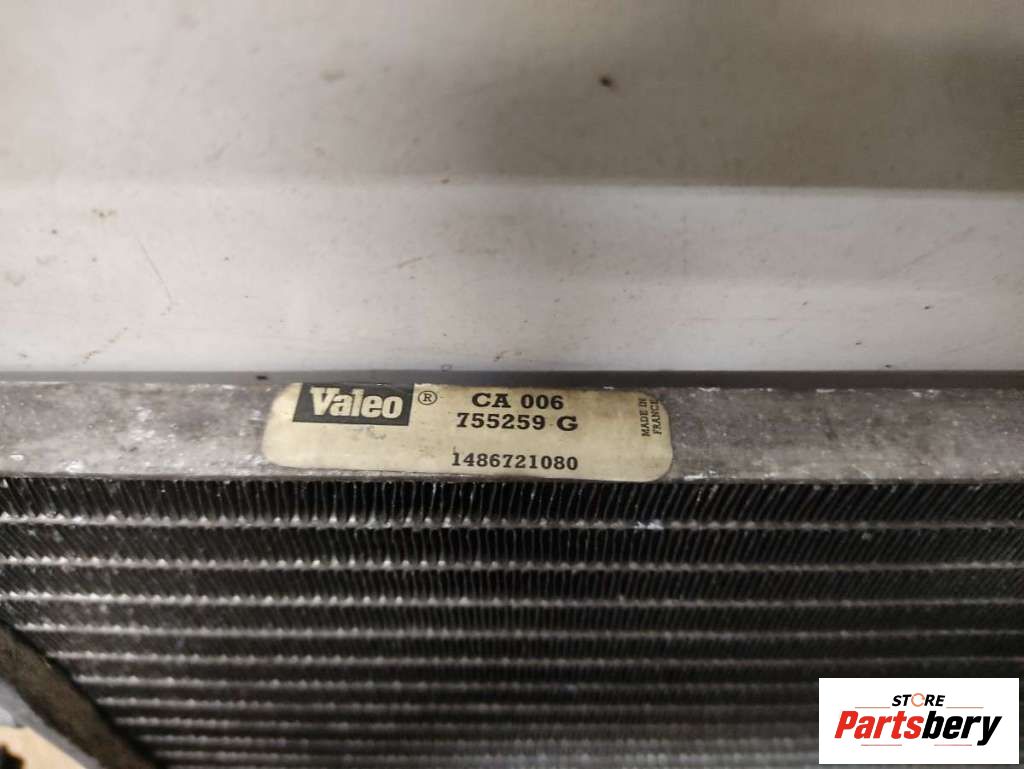 Valeo ® CA 006
755259 G
1486721080
MADE IN
FRANCE
STORE
Partsbery